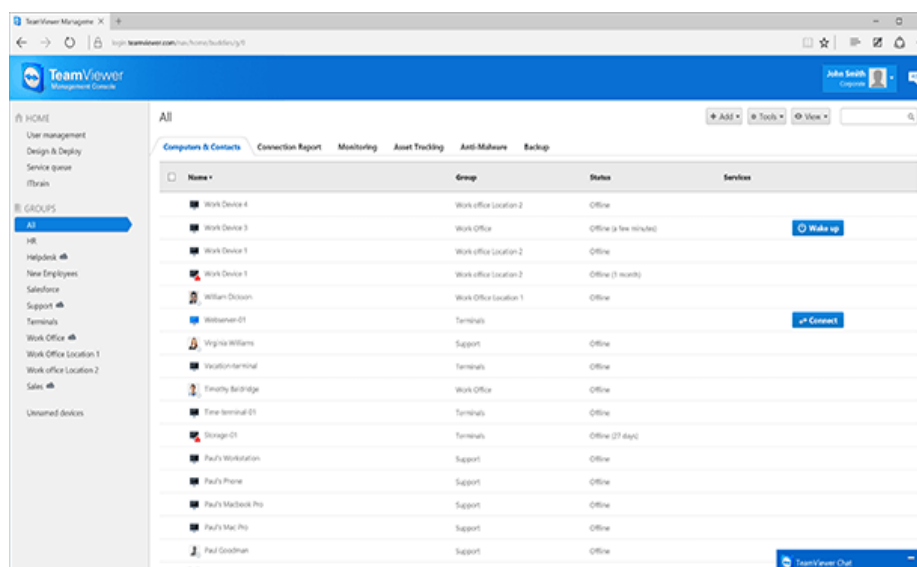 TeamViewer Manageme
login.teamviewer.com/nav/home/buddies/g/0
TeamViewer
Management Console
John Smith
Corporate
HOME
User management
Design & Deploy
Service queue
ITbrain
GROUPS
All
HR
Helpdesk
New Employees
Salesforce
Support
Terminals
Work Office
Work Office Location 1
Work office Location 2
Sales
Unnamed devices
All
Add
Tools
View
Computers & Contacts Connection Report Monitoring Asset Tracking Anti-Malware Backup
Name Group Status Services
Work Device 4 Work office Location 2 Offline
Work Device 3 Work Office Offline (a few minutes) Wake up
Work Device 1 Work office Location 2 Offline
Work Device 1 Work office Location 2 Offline (1 month)
William Dickson Work Office Location 1 Offline
Webserver-01 Terminals Connect
Virginia Williams Support Offline
Vacation-terminal Terminals Offline
Timothy Baldridge Work Office Offline
Time-terminal-01 Terminals Offline
Storage-01 Terminals Offline (27 days)
Paul's Workstation Support Offline
Paul's Phone Support Offline
Paul's Macbook Pro Support Offline
Paul's Mac Pro Support Offline
Paul Goodman Support Offline
TeamViewer Chat